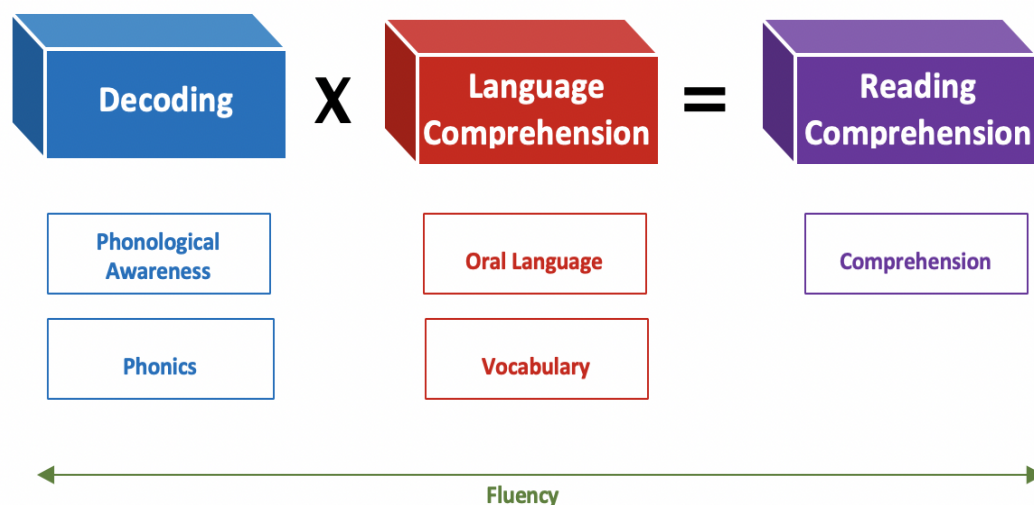 Decoding
X
Language
Comprehension
=
Reading
Comprehension
Phonological
Awareness
Oral Language
Comprehension
Phonics
Vocabulary
Fluency